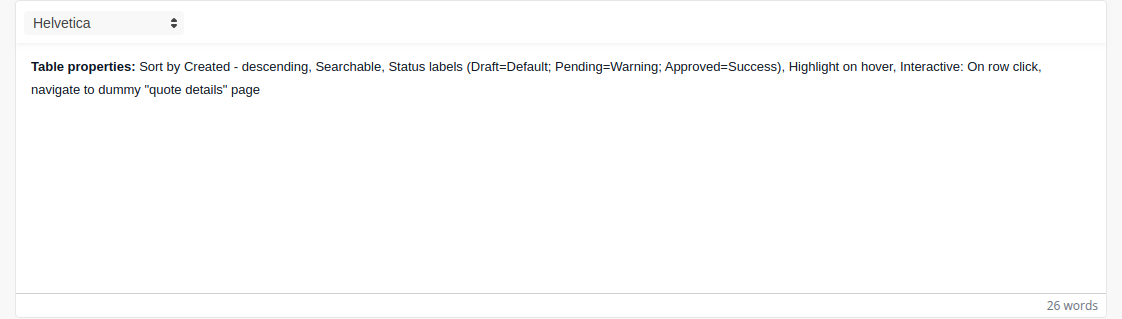 Helvetica
Table properties: Sort by Created - descending, Searchable, Status labels (Draft=Default; Pending=Warning; Approved=Success), Highlight on hover, Interactive: On row click,
navigate to dummy "quote details" page
26 words